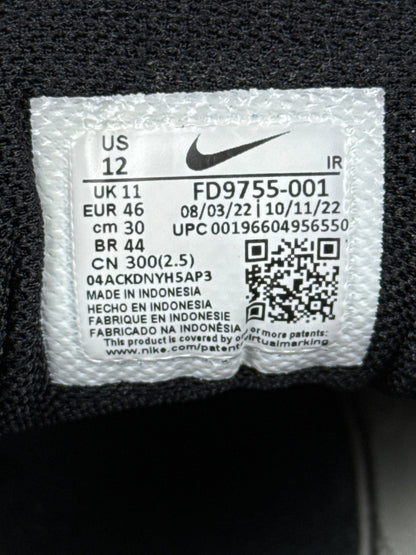 US
12
IR
UK 11 FD9755-001
EUR 46 08/03/22 | 10/11/22
cm 30 UPC 00196604956550
BR 44
CN 300(2.5)
04ACKDNYH5AP3
MADE IN INDONESIA
HECHO EN INDONESIA
FABRIQUE EN INDONESIE
FABRICADO NA INDONÉSIA
This product is covered by or more patents:
www.nike.com/patent virtualmarking